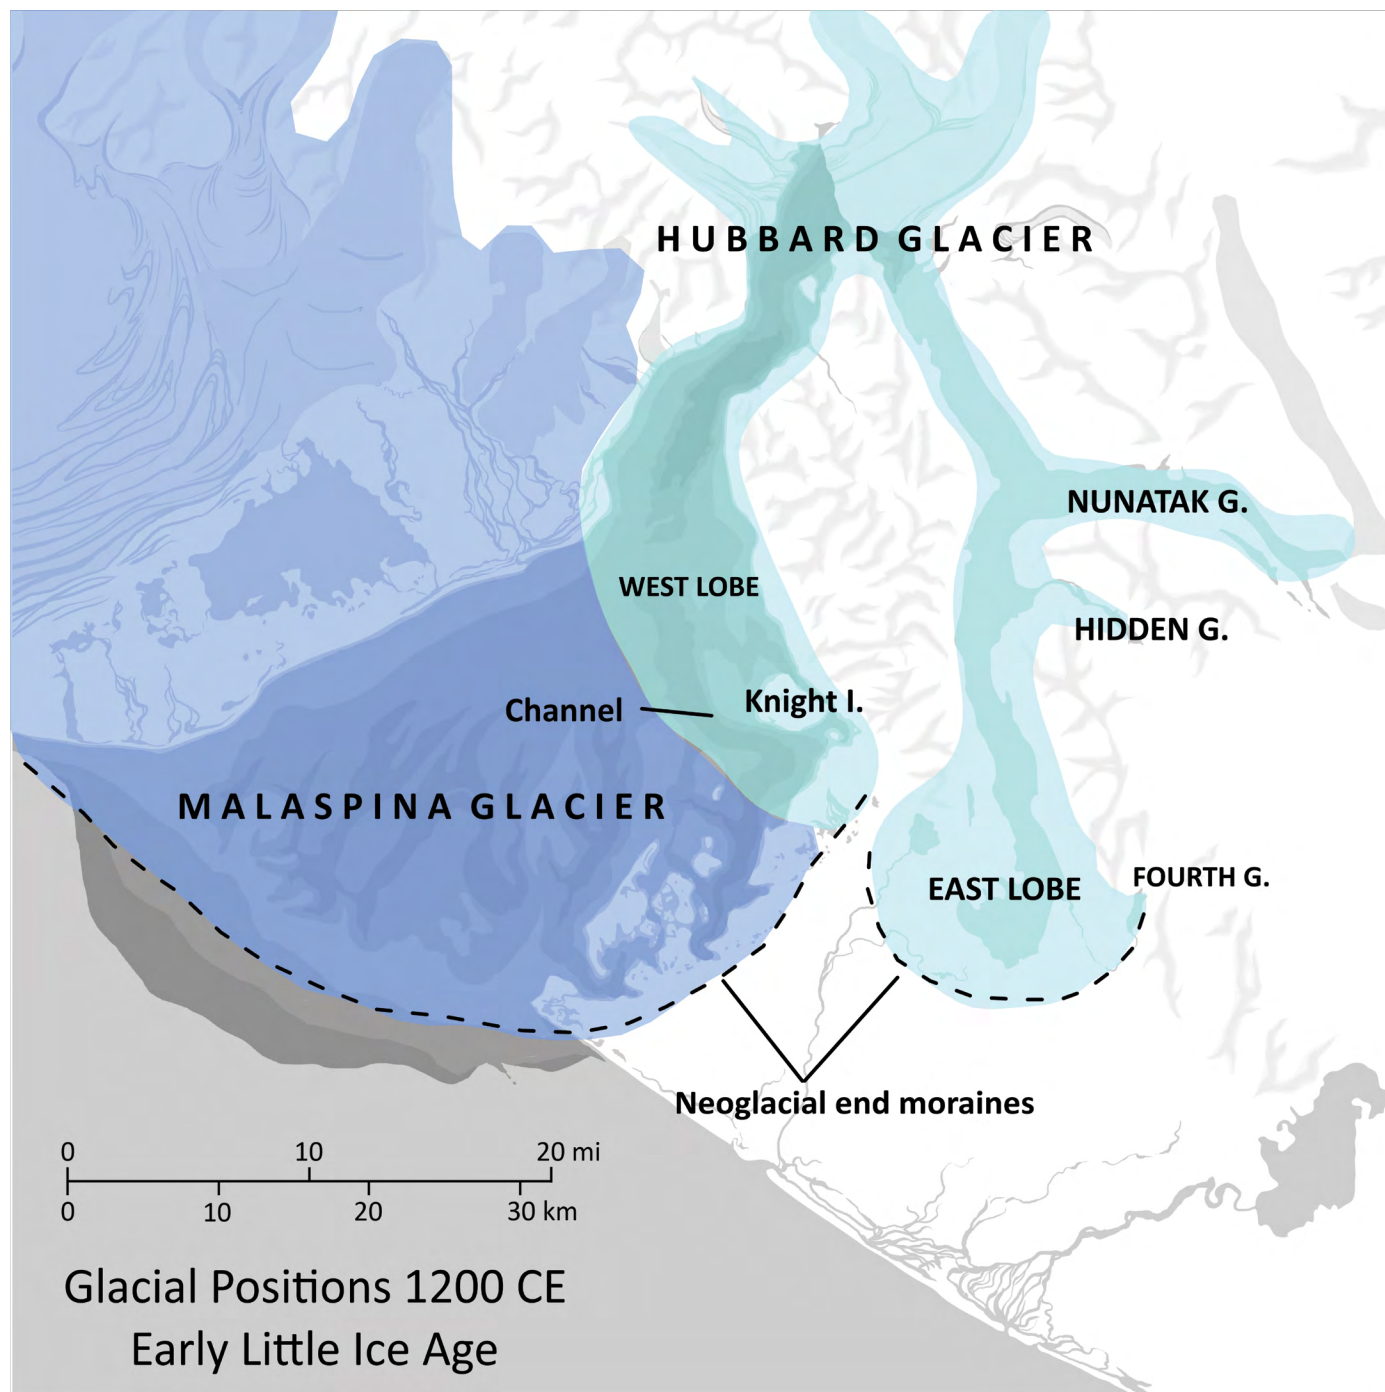 HUBBARD GLACIER
NUNATAK G.
WEST LOBE
HIDDEN G.
Knight I.
Channel
MALASPINA GLACIER
EAST LOBE
FOURTH G.
Neoglacial end moraines
0 10 20 mi
0 10 20 30 km
Glacial Positions 1200 CE
Early Little Ice Age